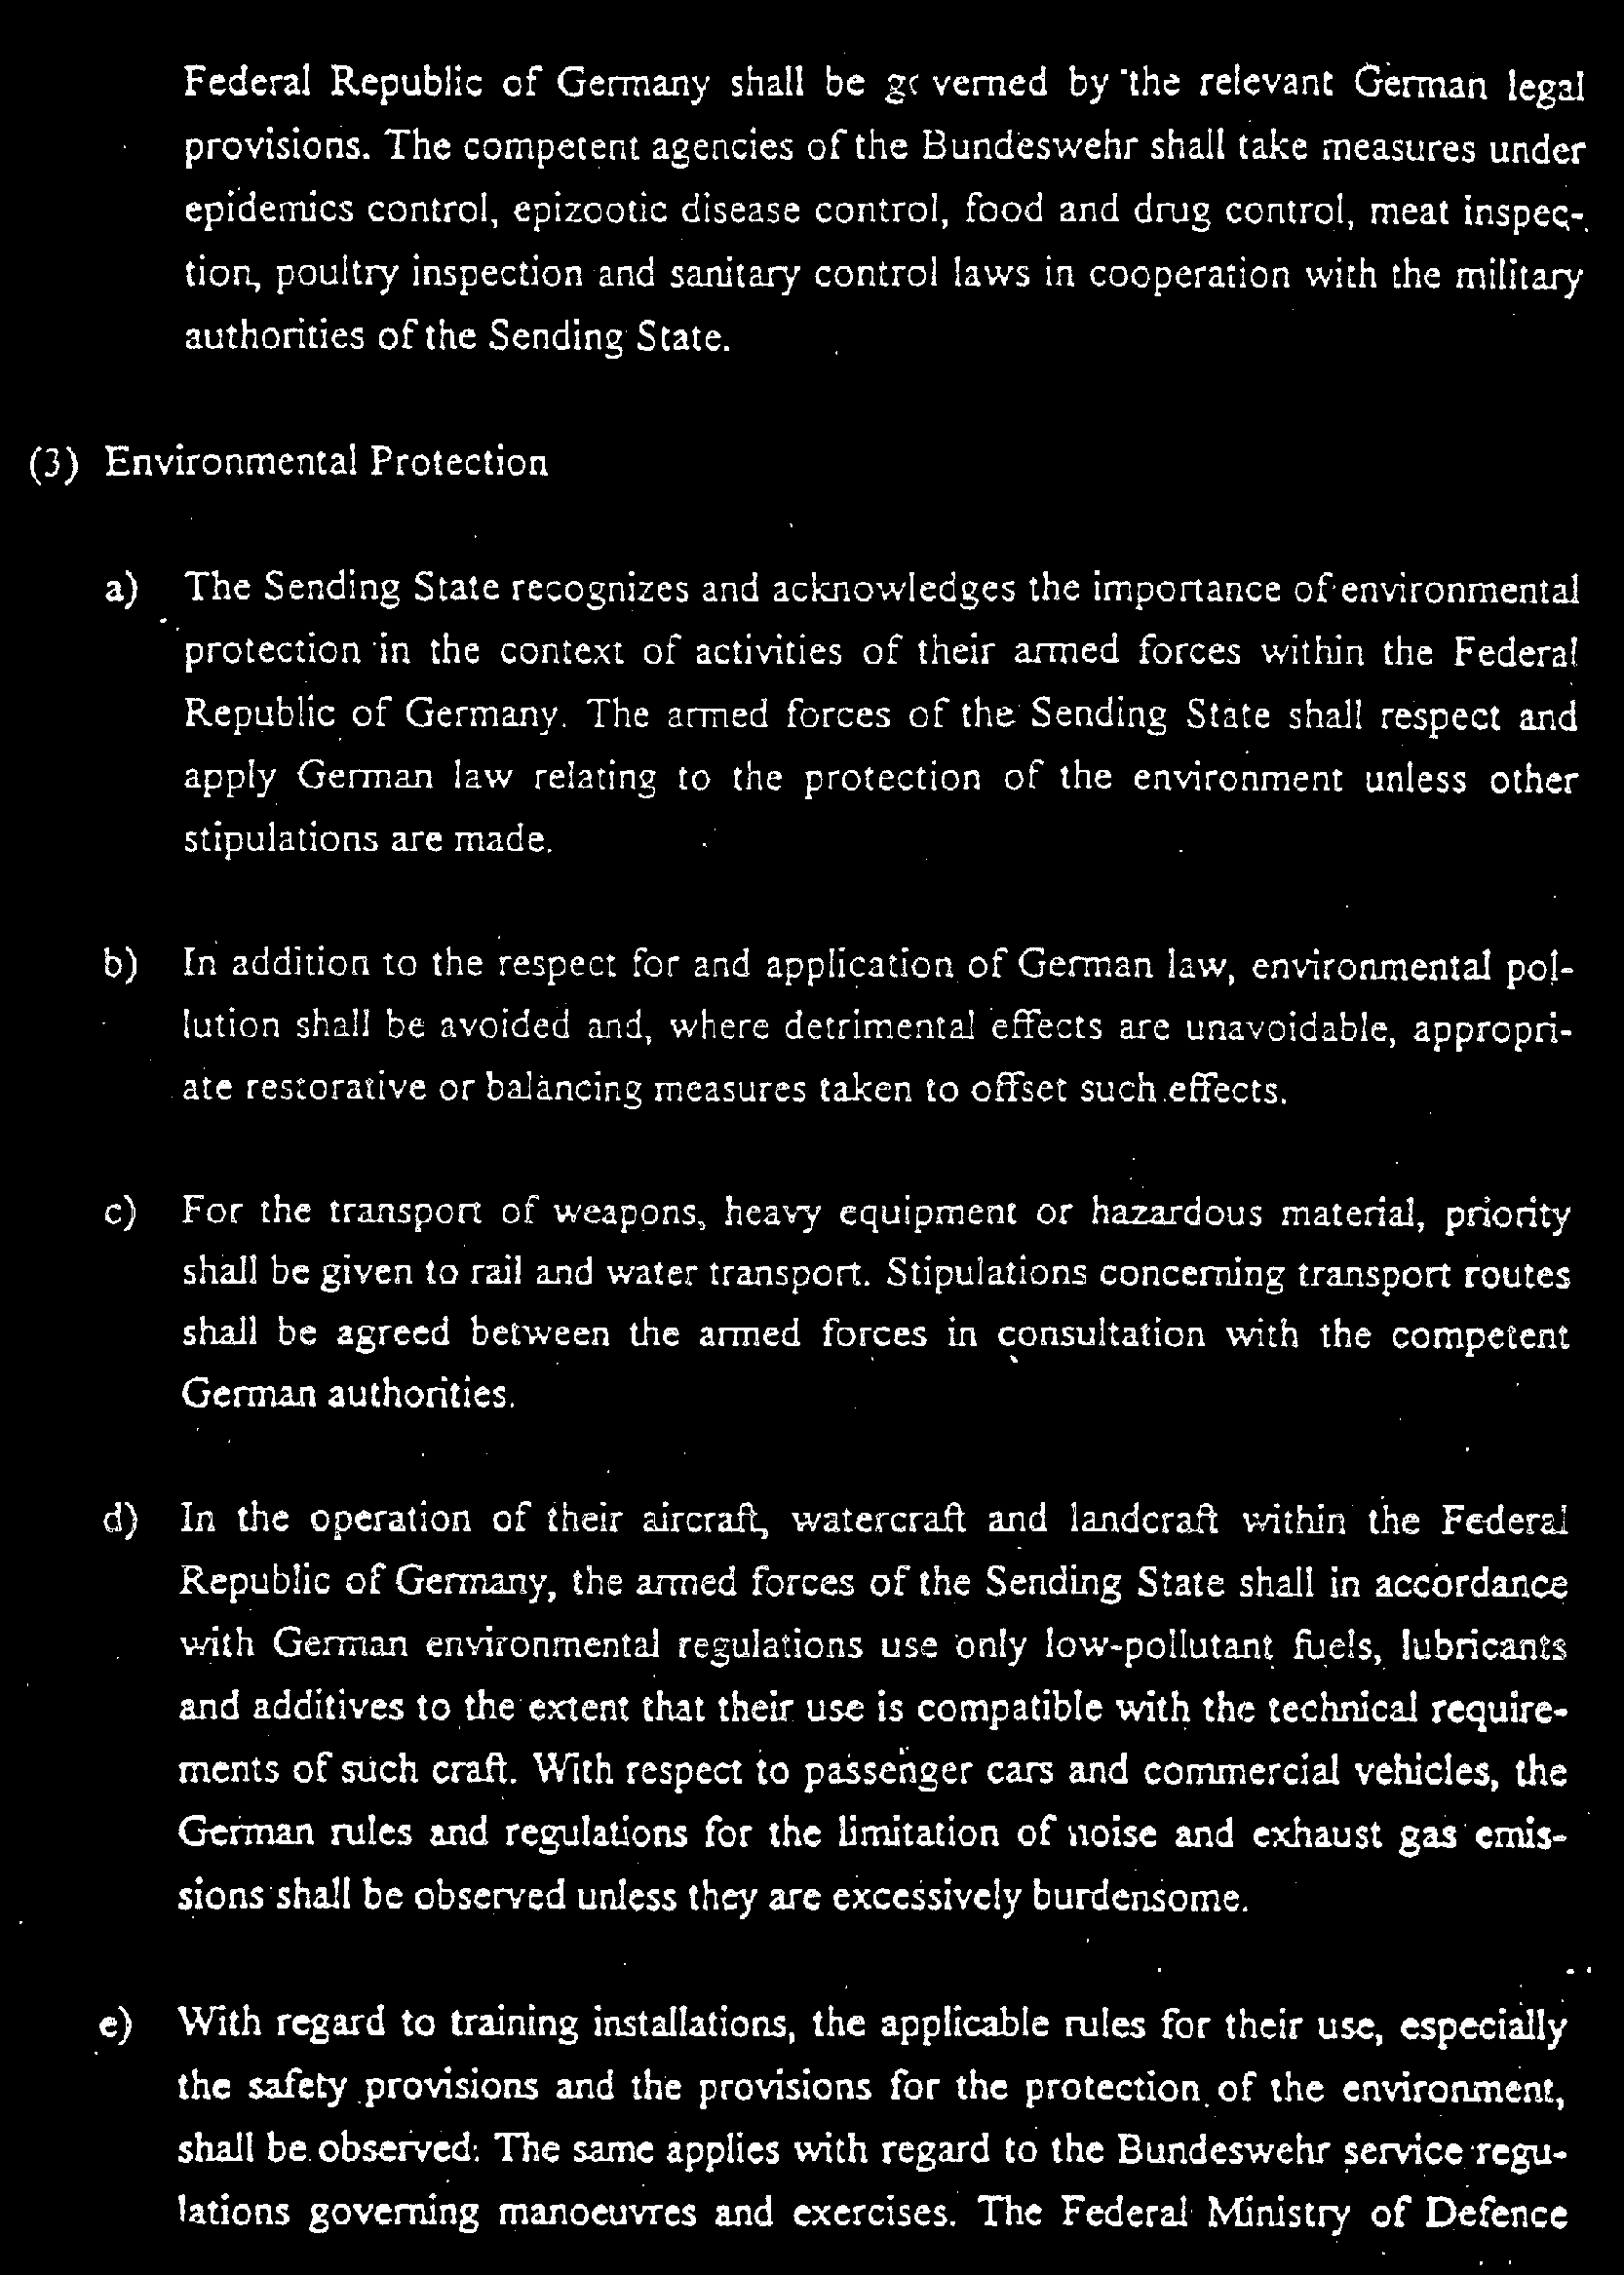 Federal Republic of Germany shall be governed by the relevant German legal
provisions. The competent agencies of the Bundeswehr shall take measures under
epidemics control, epizootic disease control, food and drug control, meat inspec-
tion, poultry inspection and sanitary control laws in cooperation with the military
authorities of the Sending State.
(3) Environmental Protection
a) The Sending State recognizes and acknowledges the importance of environmental
protection in the context of activities of their armed forces within the Federal
Republic of Germany. The armed forces of the Sending State shall respect and
apply German law relating to the protection of the environment unless other
stipulations are made.
b) In addition to the respect for and application of German law, environmental pol-
lution shall be avoided and, where detrimental effects are unavoidable, appropri-
ate restorative or balancing measures taken to offset such effects.
c) For the transport of weapons, heavy equipment or hazardous material, priority
shall be given to rail and water transport. Stipulations concerning transport routes
shall be agreed between the armed forces in consultation with the competent
German authorities.
d) In the operation of their aircraft, watercraft and landcraft within the Federal
Republic of Germany, the armed forces of the Sending State shall in accordance
with German environmental regulations use only low-pollutant fuels, lubricants
and additives to the extent that their use is compatible with the technical require-
ments of such craft. With respect to passenger cars and commercial vehicles, the
German rules and regulations for the limitation of noise and exhaust gas emis-
sions shall be observed unless they are excessively burdensome.
e) With regard to training installations, the applicable rules for their use, especially
the safety provisions and the provisions for the protection of the environment,
shall be observed. The same applies with regard to the Bundeswehr service regu-
lations governing manoeuvres and exercises. The Federal Ministry of Defence